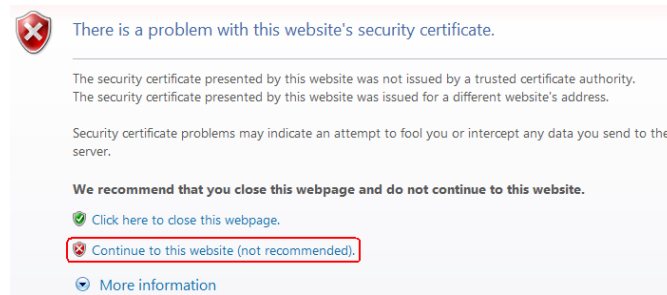 There is a problem with this website's security certificate.
The security certificate presented by this website was not issued by a trusted certificate authority.
The security certificate presented by this website was issued for a different website's address.
Security certificate problems may indicate an attempt to fool you or intercept any data you send to the
server.
We recommend that you close this webpage and do not continue to this website.
Click here to close this webpage.
Continue to this website (not recommended).
More information